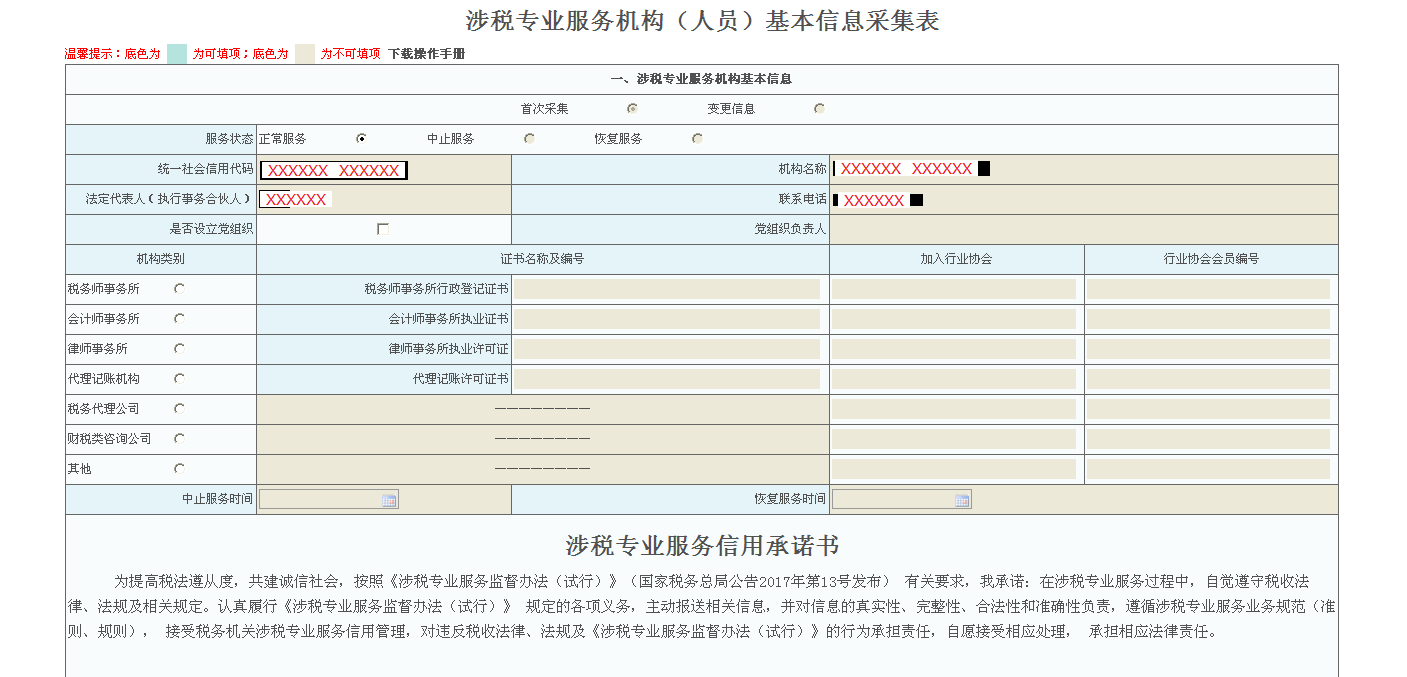 涉税专业服务机构（人员）基本信息采集表
温馨提示：底色为 为可填项；底色为 为不可填项 下载操作手册
一、涉税专业服务机构基本信息
首次采集 变更信息
服务状态 正常服务 中止服务 恢复服务
统一社会信用代码 XXXXXX XXXXXX 机构名称 XXXXXX XXXXXX
法定代表人（执行事务合伙人） XXXXXX 联系电话 XXXXXX
是否设立党组织 党组织负责人
机构类别 证书名称及编号 加入行业协会 行业协会会员编号
税务师事务所 税务师事务所行政登记证书
会计师事务所 会计师事务所执业证书
律师事务所 律师事务所执业许可证
代理记账机构 代理记账许可证书
税务代理公司 ————————
财税类咨询公司 ————————
其他 ————————
中止服务时间 恢复服务时间
涉税专业服务信用承诺书
为提高税法遵从度，共建诚信社会，按照《涉税专业服务监督办法（试行）》（国家税务总局公告2017年第13号发布） 有关要求，我承诺：在涉税专业服务过程中，自觉遵守税收法
律、法规及相关规定。认真履行《涉税专业服务监督办法（试行）》 规定的各项义务，主动报送相关信息，并对信息的真实性、完整性、合法性和准确性负责，遵循涉税专业服务业务规范（准
则、规则）， 接受税务机关涉税专业服务信用管理，对违反税收法律、法规及《涉税专业服务监督办法（试行）》的行为承担责任，自愿接受相应处理， 承担相应法律责任。